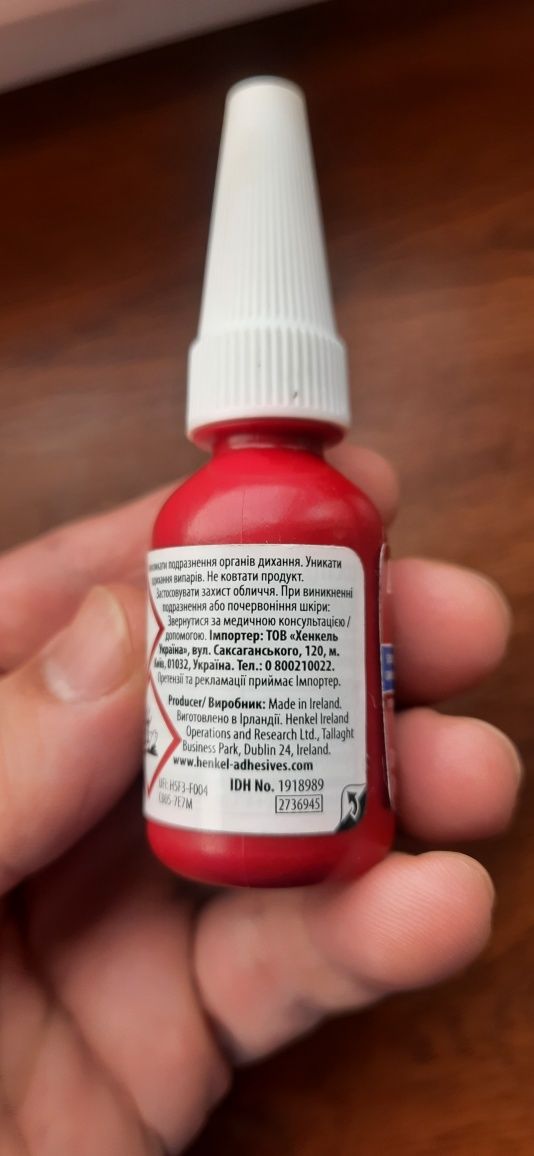 подразнення органів дихання. Уникати
випарів. Не ковтати продукт.
Застосовувати захист обличчя. При виникненні
подразнення або почервоніння шкіри:
Звернутися за медичною консультацією /
допомогою. Імпортер: ТОВ «Хенкель
Україна», вул. Саксаганського, 120, м.
Київ, 01032, Україна. Тел.: 0 800210022.
Претензії та рекламації приймає Імпортер.
Producer/ Виробник: Made in Ireland.
Виготовлено в Ірландії. Henkel Ireland
Operations and Research Ltd., Tallaght
Business Park, Dublin 24, Ireland.
www.henkel-adhesives.com
UFI: H5F3-F004
C805-7E7M
IDH No. 1918989
2736945